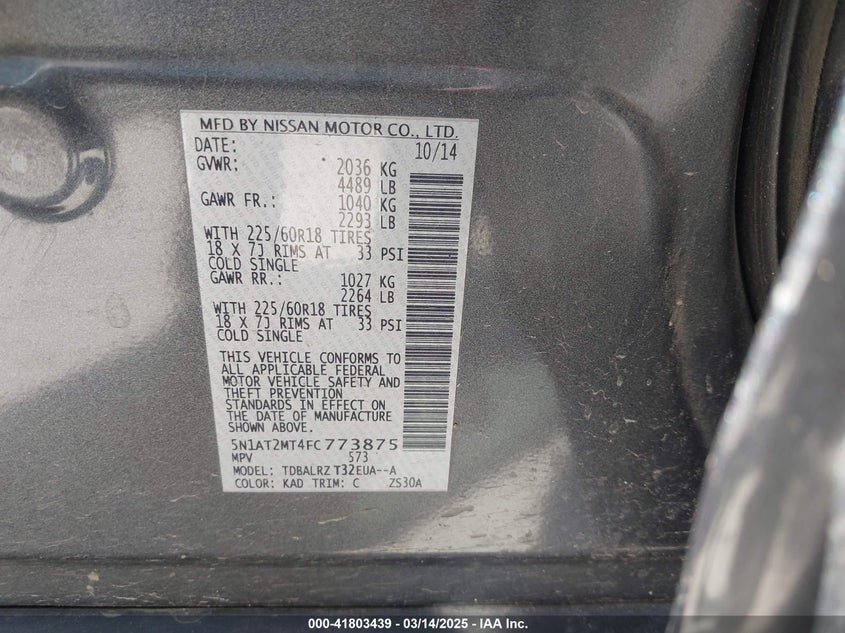 MFD BY NISSAN MOTOR CO., LTD.
DATE: 10/14
GVWR: 2036 KG
4489 LB
GAWR FR.: 1040 KG
2293 LB
WITH 225/60R18 TIRES
18 X 7J RIMS AT 33 PSI
COLD SINGLE
GAWR RR.: 1027 KG
2264 LB
WITH 225/60R18 TIRES
18 X 7J RIMS AT 33 PSI
COLD SINGLE
THIS VEHICLE CONFORMS TO
ALL APPLICABLE FEDERAL
MOTOR VEHICLE SAFETY AND
THEFT PREVENTION
STANDARDS IN EFFECT ON
THE DATE OF MANUFACTURE
SHOWN ABOVE.
5N1AT2MT4FC773875
MPV 573
MODEL: TDBALRZ T32EUA--A
COLOR: KAD TRIM: C ZS30A
000-41803439 - 03/14/2025 - IAA Inc.